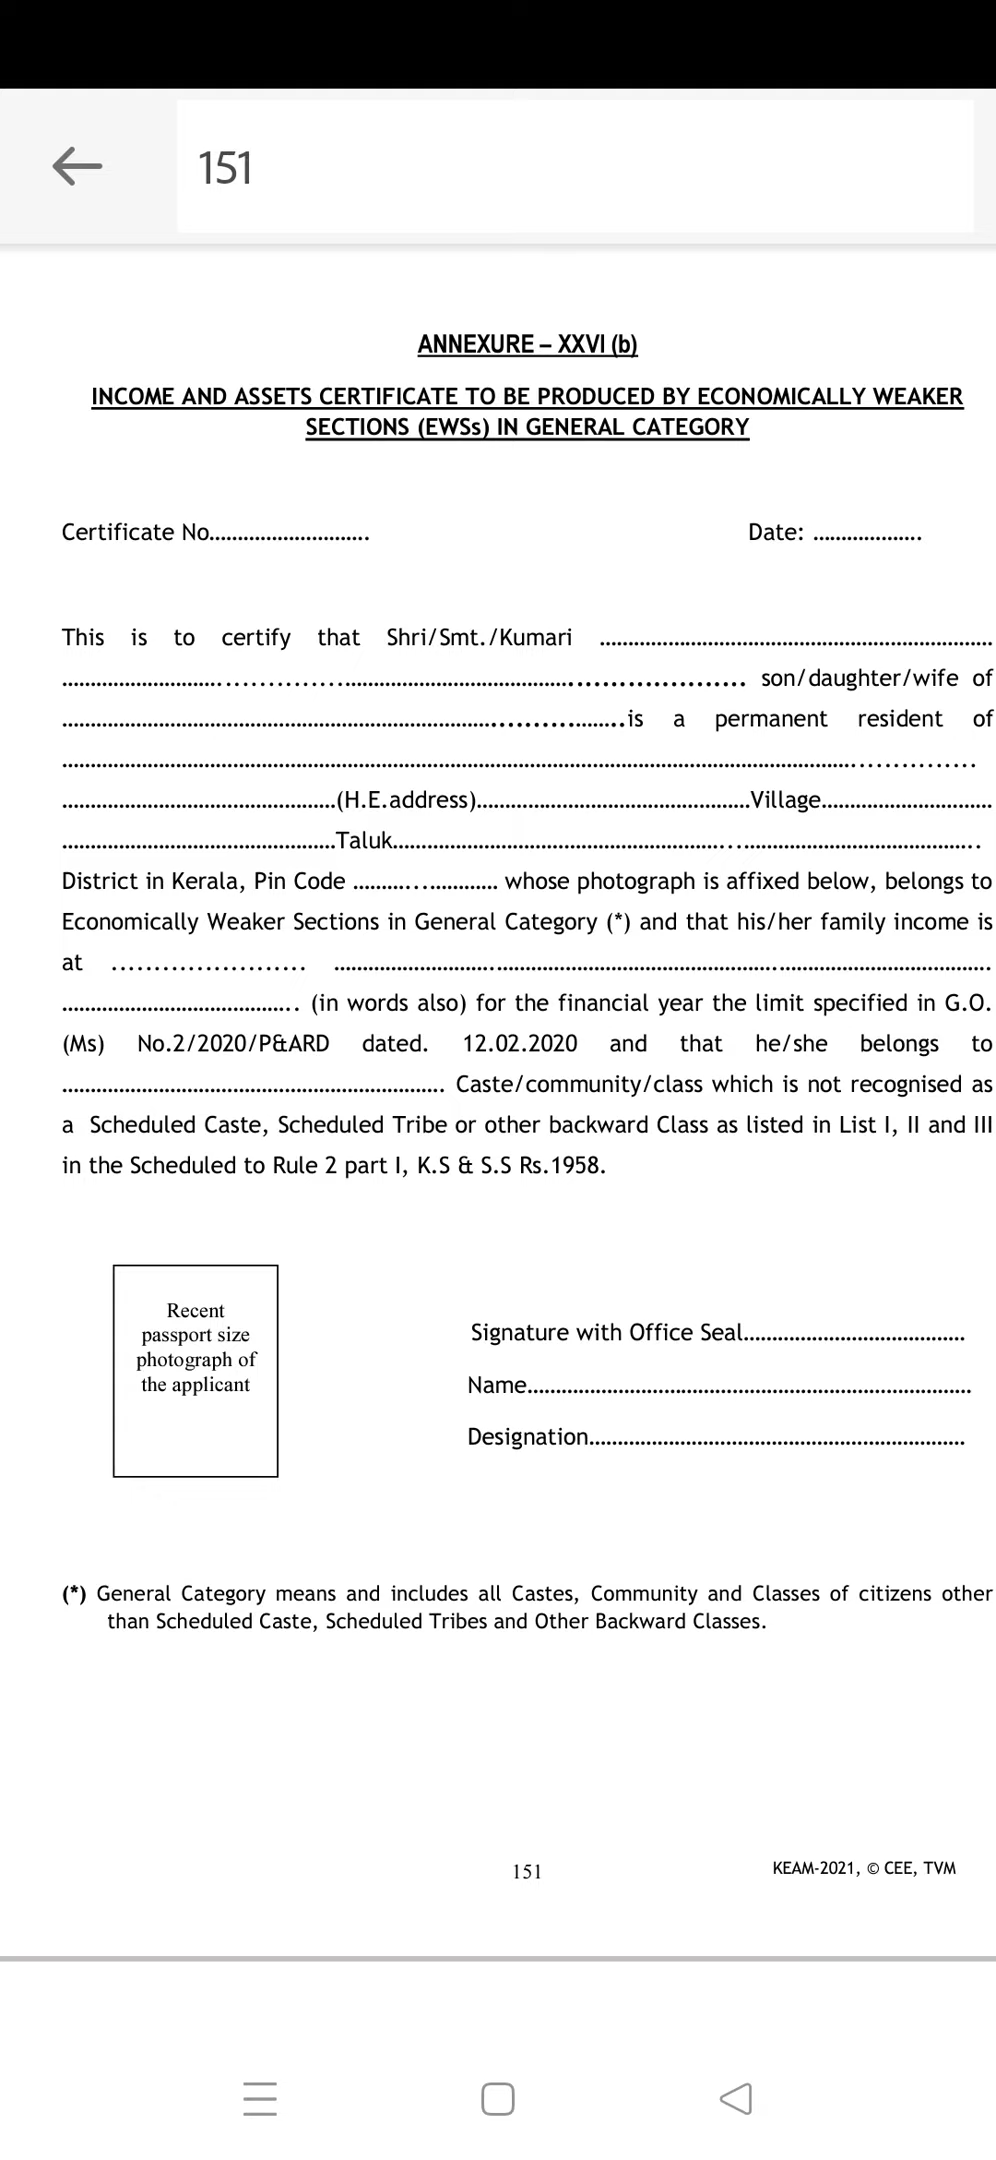 151
ANNEXURE – XXVI (b)
INCOME AND ASSETS CERTIFICATE TO BE PRODUCED BY ECONOMICALLY WEAKER
SECTIONS (EWSs) IN GENERAL CATEGORY
Certificate No............................ Date: ...................
This is to certify that Shri/Smt./Kumari .....................................................................
........................................................................................................................ son/daughter/wife of
...................................................................................................is a permanent resident of
................................................................................................................................................................
................................................(H.E.address)................................................Village..............................
................................................Taluk.......................................................................................................
District in Kerala, Pin Code ......................... whose photograph is affixed below, belongs to
Economically Weaker Sections in General Category (*) and that his/her family income is
at ....................... ....................................................................................................................
.......................................... (in words also) for the financial year the limit specified in G.O.
(Ms) No.2/2020/P&ARD dated. 12.02.2020 and that he/she belongs to
................................................................... Caste/community/class which is not recognised as
a Scheduled Caste, Scheduled Tribe or other backward Class as listed in List I, II and III
in the Scheduled to Rule 2 part I, K.S & S.S Rs.1958.
Recent
passport size
photograph of
the applicant
Signature with Office Seal.......................................
Name..............................................................................
Designation..................................................................
(*) General Category means and includes all Castes, Community and Classes of citizens other
than Scheduled Caste, Scheduled Tribes and Other Backward Classes.
151
KEAM-2021, © CEE, TVM